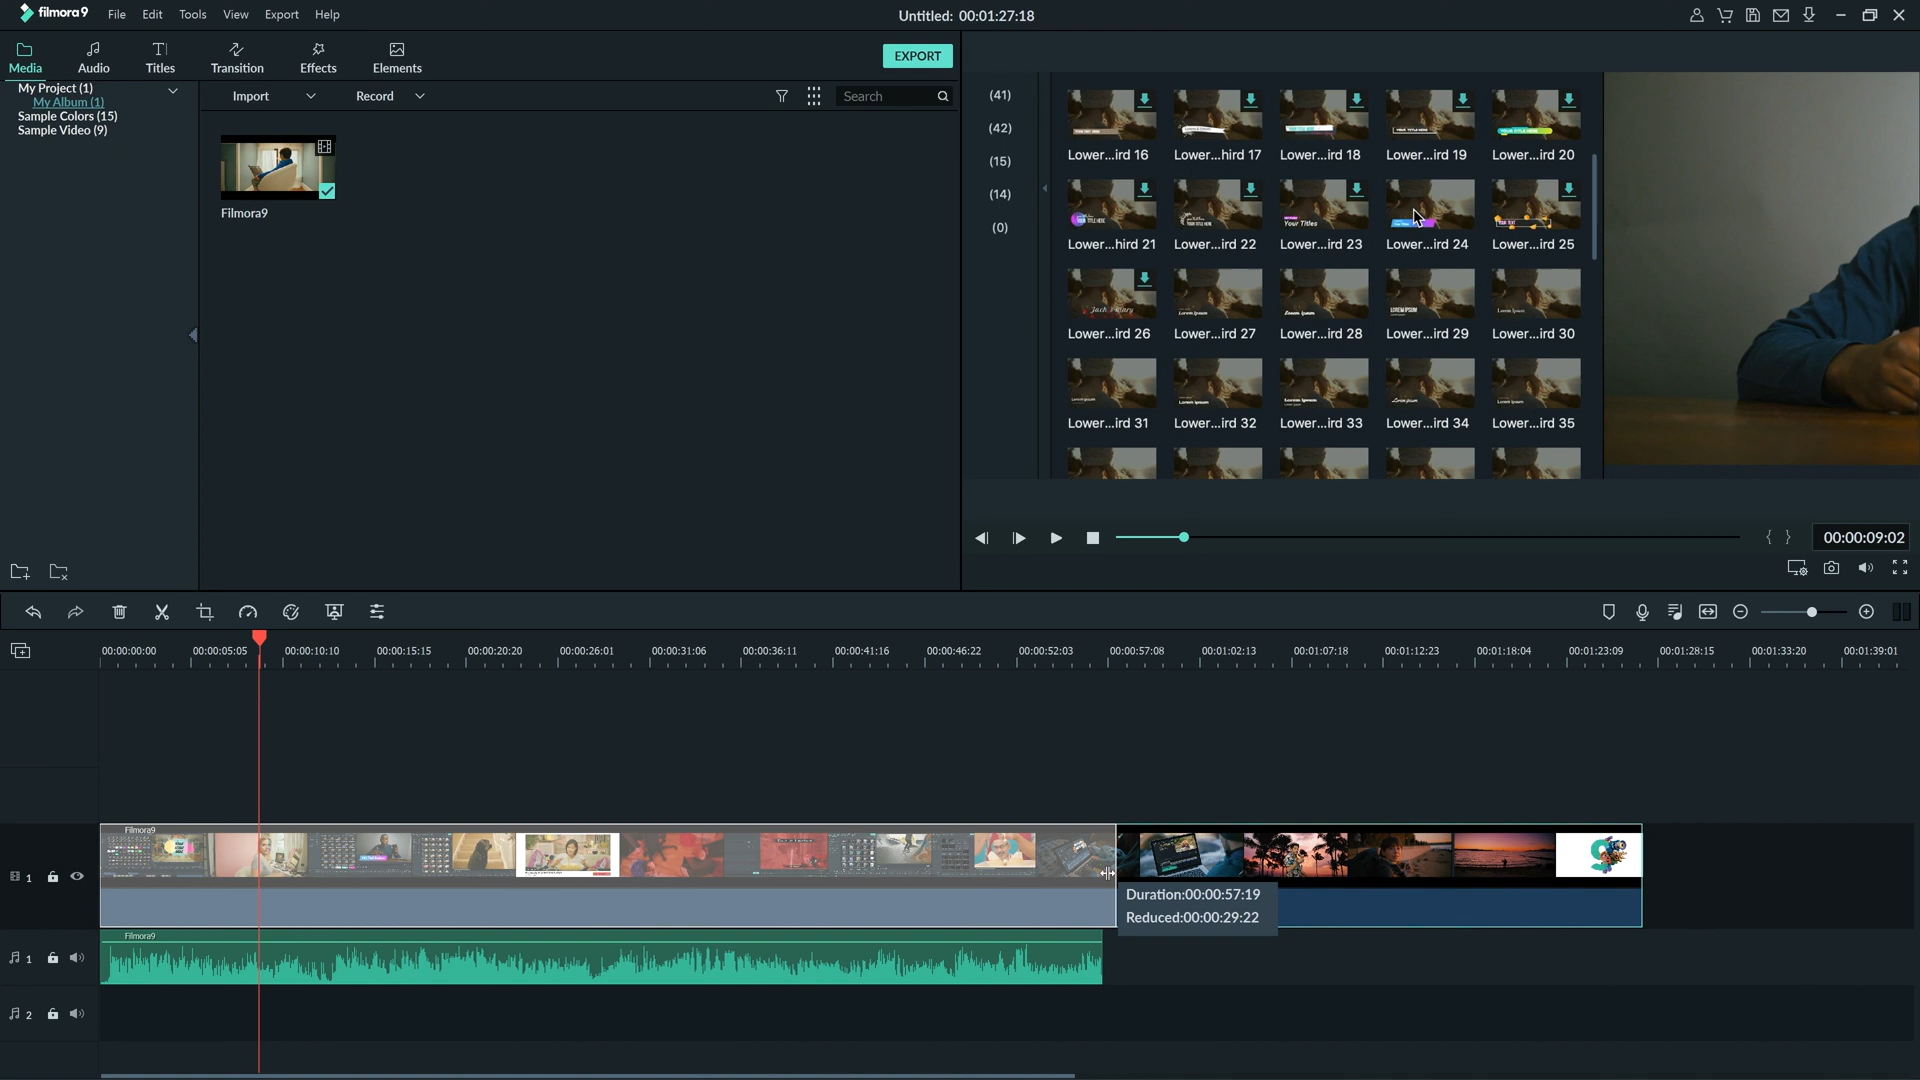 filmora9 File Edit Tools View Export Help
Untitled: 00:01:27:18
Media Audio Titles Transition Effects Elements
EXPORT
My Project (1)
My Album (1)
Sample Colors (15)
Sample Video (9)
Import Record Search
Filmora9
(41)
(42)
(15)
(14)
(0)
Lower...ird 16 Lower...hird 17 Lower...ird 18 Lower...ird 19 Lower...ird 20
Lower...hird 21 Lower...ird 22 Lower...ird 23 Lower...ird 24 Lower...ird 25
Lower...ird 26 Lower...ird 27 Lower...ird 28 Lower...ird 29 Lower...ird 30
Lower...ird 31 Lower...ird 32 Lower...ird 33 Lower...ird 34 Lower...ird 35
00:00:09:02
00:00:00:00 00:00:05:05 00:00:10:10 00:00:15:15 00:00:20:20 00:00:26:01 00:00:31:06 00:00:36:11 00:00:41:16 00:00:46:22 00:00:52:03 00:00:57:08 00:01:02:13 00:01:07:18 00:01:12:23 00:01:18:04 00:01:23:09 00:01:28:15 00:01:33:20 00:01:39:01
Filmora9
1
Duration:00:00:57:19
Reduced:00:00:29:22
Filmora9
1
2